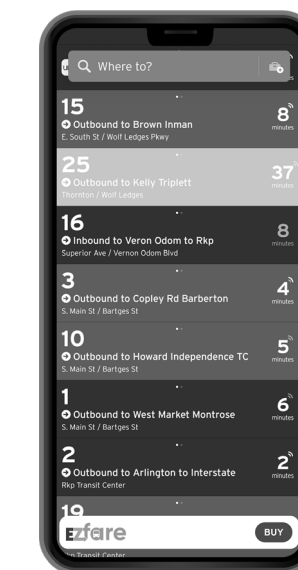 Where to?
15
Outbound to Brown Inman
E. South St / Wolf Ledges Pkwy
8
minutes
25
Outbound to Kelly Triplett
Thornton / Wolf Ledges
37
minutes
16
Inbound to Veron Odom to Rkp
Superior Ave / Vernon Odom Blvd
8
minutes
3
Outbound to Copley Rd Barberton
S. Main St / Bartges St
4
minutes
10
Outbound to Howard Independence TC
S. Main St / Bartges St
5
minutes
1
Outbound to West Market Montrose
S. Main St / Bartges St
6
minutes
2
Outbound to Arlington to Interstate
Rkp Transit Center
2
minutes
19
Ezfare
BUY
Transit Center